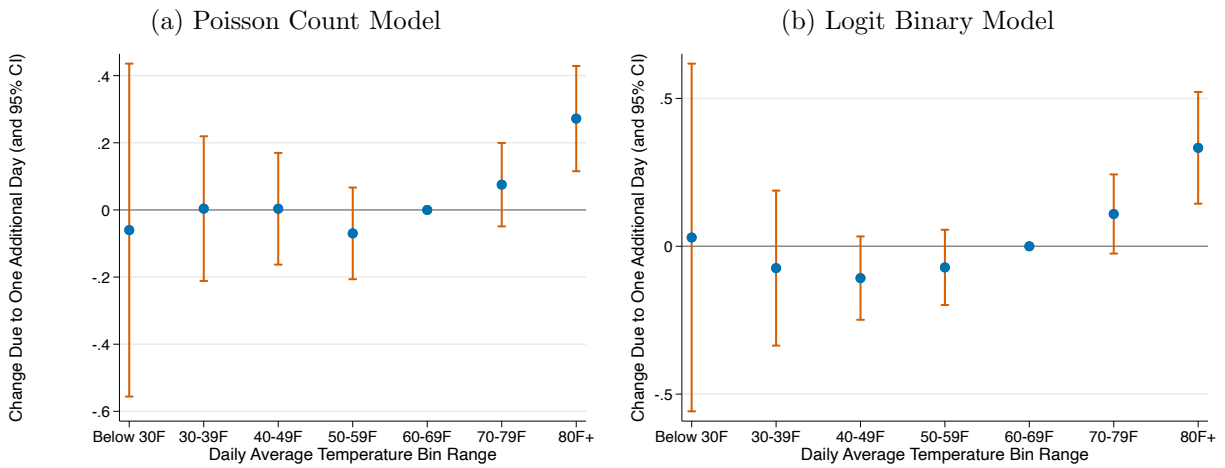 (a) Poisson Count Model
Change Due to One Additional Day (and 95% CI)
.4
.2
0
-.2
-.4
-.6
Below 30F 30-39F 40-49F 50-59F 60-69F 70-79F 80F+
Daily Average Temperature Bin Range
(b) Logit Binary Model
Change Due to One Additional Day (and 95% CI)
.5
0
-.5
Below 30F 30-39F 40-49F 50-59F 60-69F 70-79F 80F+
Daily Average Temperature Bin Range